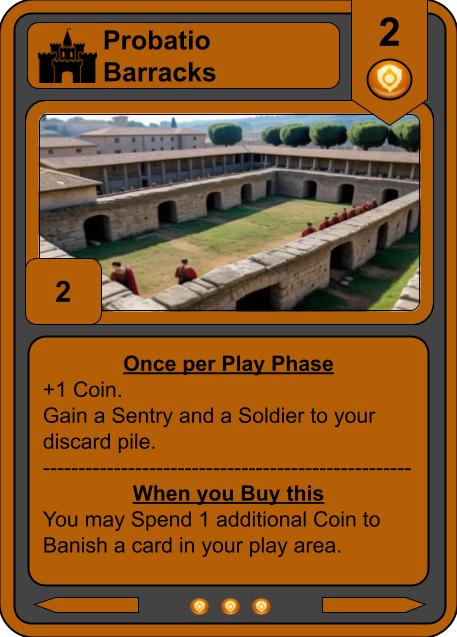 Probatio
Barracks
2
2
Once per Play Phase
+1 Coin.
Gain a Sentry and a Soldier to your
discard pile.
----------------------------------------------------
When you Buy this
You may Spend 1 additional Coin to
Banish a card in your play area.